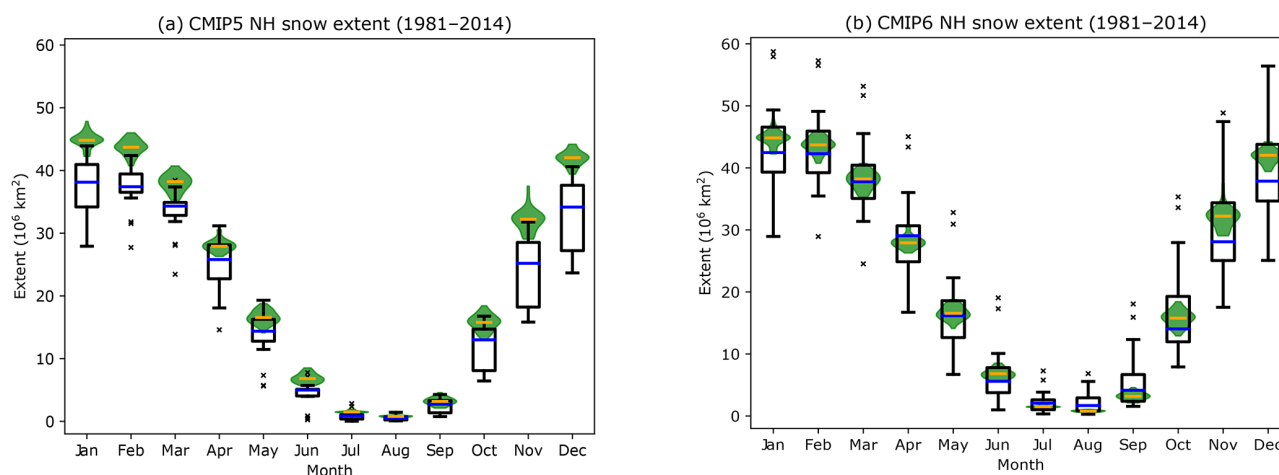 (a) CMIP5 NH snow extent (1981–2014)
60
50
40
30
20
10
0
Extent (10⁶ km²)
Jan Feb Mar Apr May Jun Jul Aug Sep Oct Nov Dec
Month
(b) CMIP6 NH snow extent (1981–2014)
60
50
40
30
20
10
0
Extent (10⁶ km²)
Jan Feb Mar Apr May Jun Jul Aug Sep Oct Nov Dec
Month